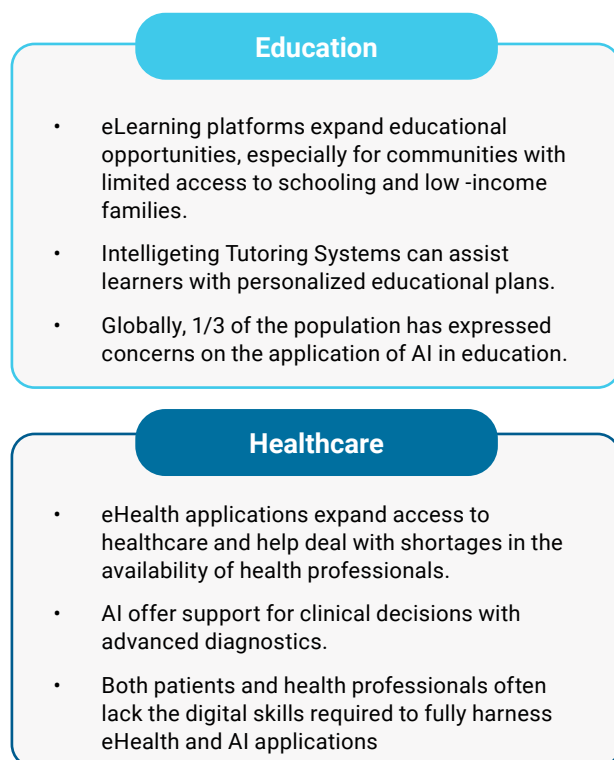 Education
• eLearning platforms expand educational
opportunities, especially for communities with
limited access to schooling and low -income
families.
• Intelligeting Tutoring Systems can assist
learners with personalized educational plans.
• Globally, 1/3 of the population has expressed
concerns on the application of AI in education.
Healthcare
• eHealth applications expand access to
healthcare and help deal with shortages in the
availability of health professionals.
• AI offer support for clinical decisions with
advanced diagnostics.
• Both patients and health professionals often
lack the digital skills required to fully harness
eHealth and AI applications